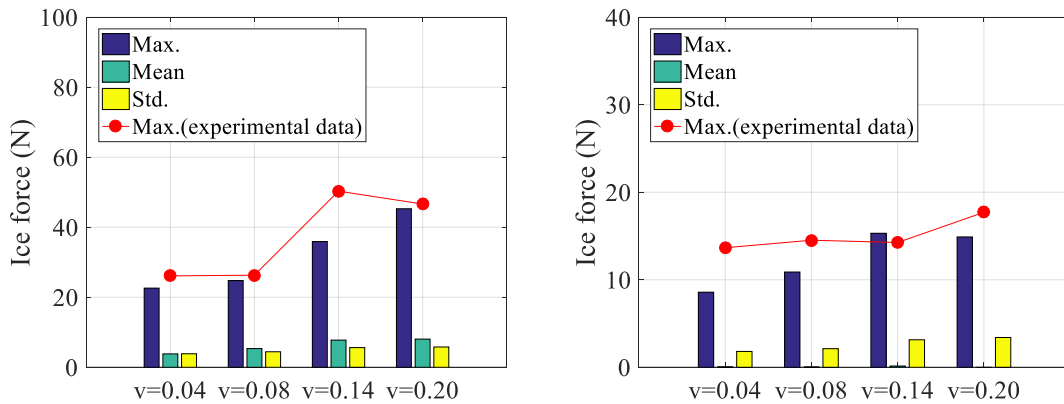 100
80
60
40
20
0
Ice force (N)
Max.
Mean
Std.
Max.(experimental data)
v=0.04 v=0.08 v=0.14 v=0.20
40
30
20
10
0
Ice force (N)
Max.
Mean
Std.
Max.(experimental data)
v=0.04 v=0.08 v=0.14 v=0.20